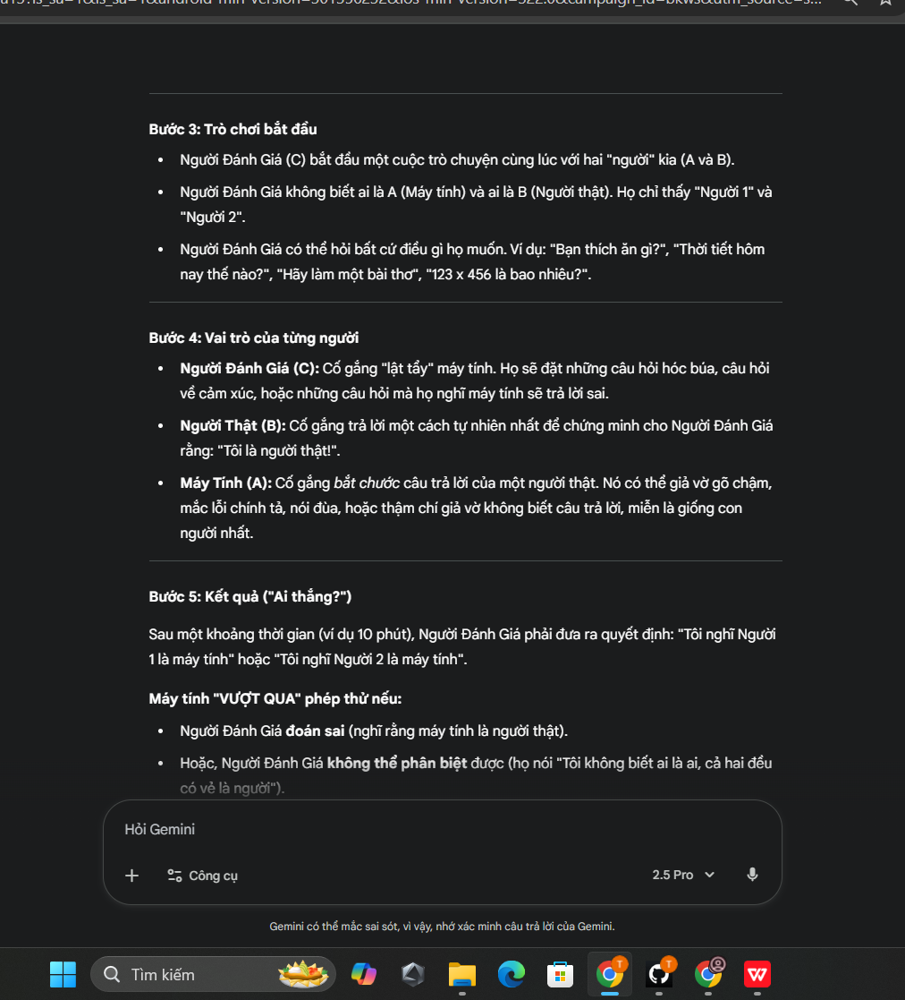 Bước 3: Trò chơi bắt đầu
• Người Đánh Giá (C) bắt đầu một cuộc trò chuyện cùng lúc với hai "người" kia (A và B).
• Người Đánh Giá không biết ai là A (Máy tính) và ai là B (Người thật). Họ chỉ thấy "Người 1" và
"Người 2".
• Người Đánh Giá có thể hỏi bất cứ điều gì họ muốn. Ví dụ: "Bạn thích ăn gì?", "Thời tiết hôm
nay thế nào?", "Hãy làm một bài thơ", "123 x 456 là bao nhiêu?".
Bước 4: Vai trò của từng người
• Người Đánh Giá (C): Cố gắng "lật tẩy" máy tính. Họ sẽ đặt những câu hỏi hóc búa, câu hỏi
về cảm xúc, hoặc những câu hỏi mà họ nghĩ máy tính sẽ trả lời sai.
• Người Thật (B): Cố gắng trả lời một cách tự nhiên nhất để chứng minh cho Người Đánh Giá
rằng: "Tôi là người thật!".
• Máy Tính (A): Cố gắng bắt chước câu trả lời của một người thật. Nó có thể giả vờ gõ chậm,
mắc lỗi chính tả, nói đùa, hoặc thậm chí giả vờ không biết câu trả lời, miễn là giống con
người nhất.
Bước 5: Kết quả ("Ai thắng?")
Sau một khoảng thời gian (ví dụ 10 phút), Người Đánh Giá phải đưa ra quyết định: "Tôi nghĩ Người
1 là máy tính" hoặc "Tôi nghĩ Người 2 là máy tính".
Máy tính "VƯỢT QUA" phép thử nếu:
• Người Đánh Giá đoán sai (nghĩ rằng máy tính là người thật).
• Hoặc, Người Đánh Giá không thể phân biệt được (họ nói "Tôi không biết ai là ai, cả hai đều
có vẻ là người").
Hỏi Gemini
Công cụ
2.5 Pro
Gemini có thể mắc sai sót, vì vậy, nhớ xác minh câu trả lời của Gemini.
Tìm kiếm
T
T
W